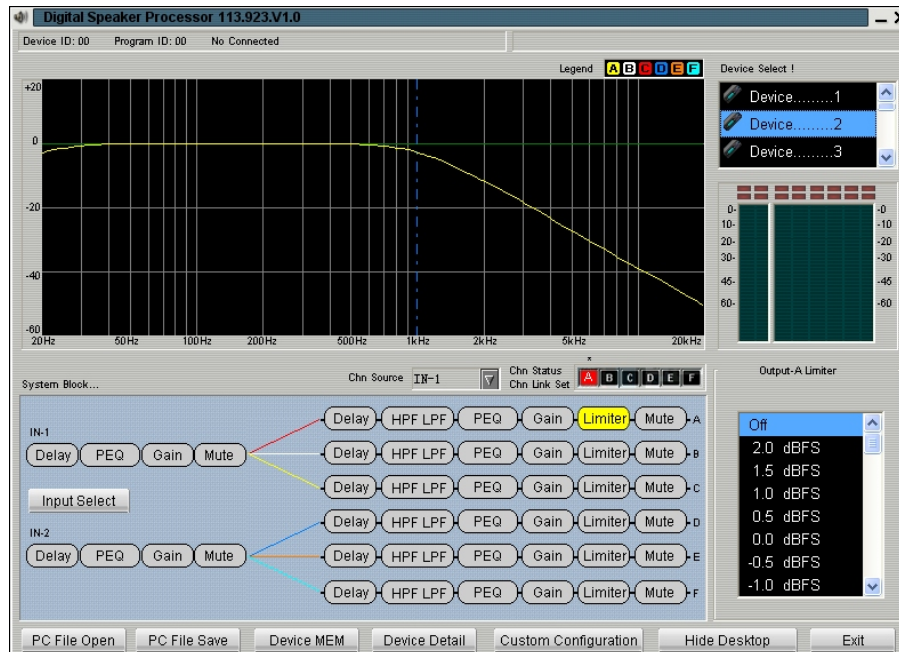 Digital Speaker Processor 113.923.V1.0
Device ID: 00 Program ID: 00 No Connected
Legend A B C D E F
Device Select !
+20
0
-20
-40
-60
20Hz 50Hz 100Hz 200Hz 500Hz 1kHz 2kHz 5kHz 20kHz
Device.........1
Device.........2
Device.........3
0- -0
10- -10
20- -20
30- -30
45- -45
60- -60
System Block...
Chn Source IN-1
Chn Status
Chn Link Set
* A B C D E F
Output-A Limiter
IN-1
Delay PEQ Gain Mute
Input Select
IN-2
Delay PEQ Gain Mute
Delay HPF LPF PEQ Gain Limiter Mute A
Delay HPF LPF PEQ Gain Limiter Mute B
Delay HPF LPF PEQ Gain Limiter Mute C
Delay HPF LPF PEQ Gain Limiter Mute D
Delay HPF LPF PEQ Gain Limiter Mute E
Delay HPF LPF PEQ Gain Limiter Mute F
Off
2.0 dBFS
1.5 dBFS
1.0 dBFS
0.5 dBFS
0.0 dBFS
-0.5 dBFS
-1.0 dBFS
PC File Open PC File Save Device MEM Device Detail Custom Configuration Hide Desktop Exit